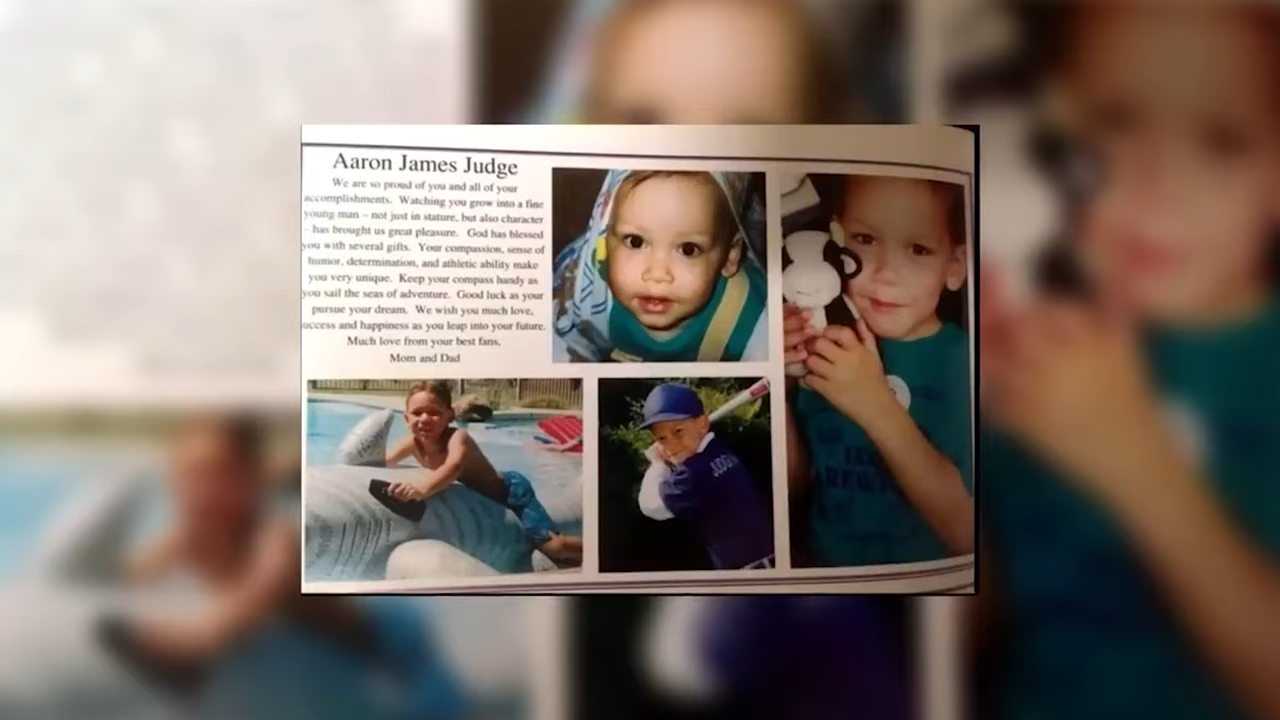 Aaron James Judge
We are so proud of you and all of your
accomplishments. Watching you grow into a fine
young man – not just in stature, but also character
– has brought us great pleasure. God has blessed
you with several gifts. Your compassion, sense of
humor, determination, and athletic ability make
you very unique. Keep your compass handy as
you sail the seas of adventure. Good luck as your
pursue your dream. We wish you much love,
uccess and happiness as you leap into your future.
Much love from your best fans,
Mom and Dad